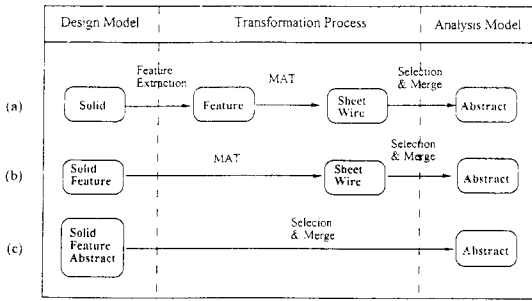 Design Model
Transformation Process
Analysis Model
(a)
Solid
Feature
Extraction
Feature
MAT
Sheet
Wire
Selection
& Merge
Abstract
(b)
Solid
Feature
MAT
Sheet
Wire
Selection
& Merge
Abstract
(c)
Solid
Feature
Abstract
Selecion
& Merge
Abstract